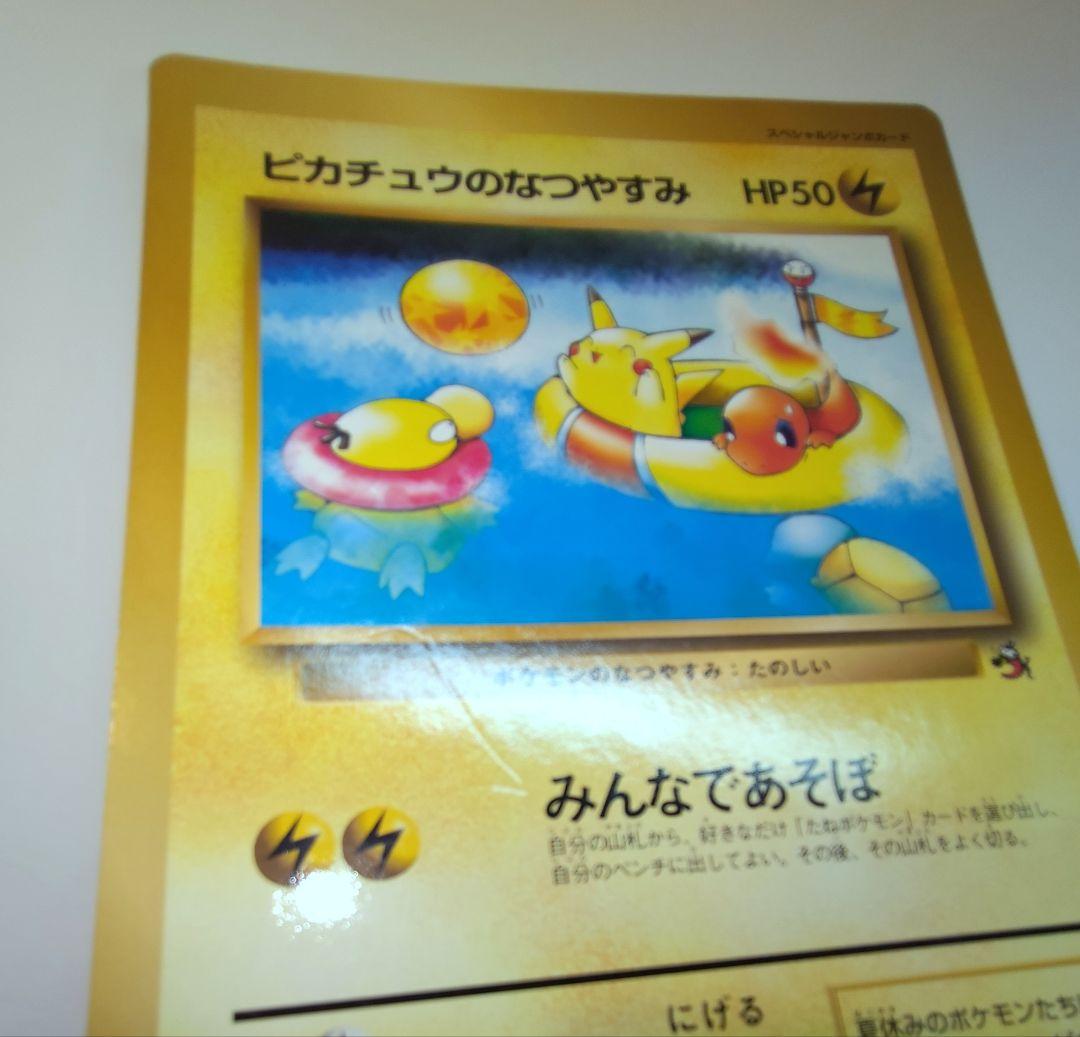 スペシャルジャンボカード
ピカチュウのなつやすみ HP50
ポケモンのなつやすみ：たのしい
みんなであそぼ
自分の山札から、好きなだけ「たねポケモン」カードを選び出し、
自分のベンチに出してよい。その後、その山札をよく切る。
にげる
夏休みのポケモンたち